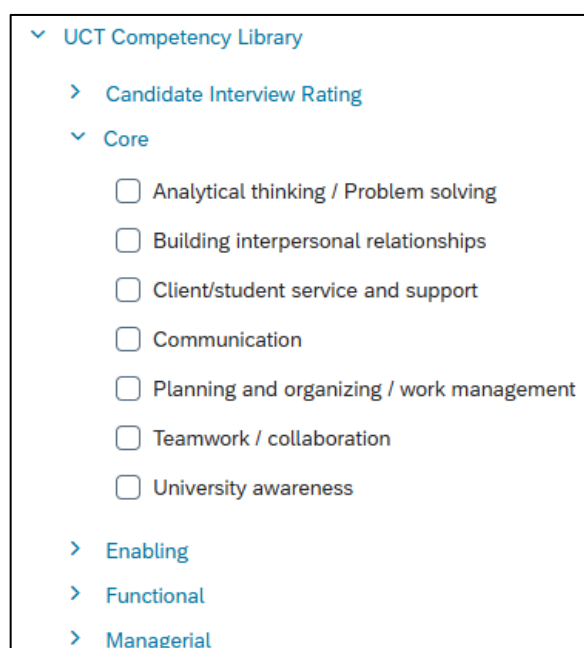 UCT Competency Library
Candidate Interview Rating
Core
Analytical thinking / Problem solving
Building interpersonal relationships
Client/student service and support
Communication
Planning and organizing / work management
Teamwork / collaboration
University awareness
Enabling
Functional
Managerial